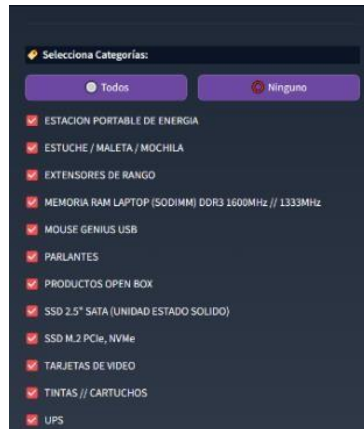 Selecciona Categorías:
Todos
Ninguno
ESTACION PORTABLE DE ENERGIA
ESTUCHE / MALETA / MOCHILA
EXTENSORES DE RANGO
MEMORIA RAM LAPTOP (SODIMM) DDR3 1600MHz // 1333MHz
MOUSE GENIUS USB
PARLANTES
PRODUCTOS OPEN BOX
SSD 2.5" SATA (UNIDAD ESTADO SOLIDO)
SSD M.2 PCIe, NVMe
TARJETAS DE VIDEO
TINTAS // CARTUCHOS
UPS